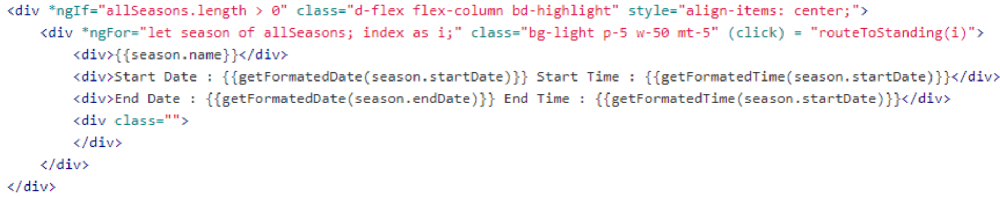 <div *ngIf="allSeasons.length > 0" class="d-flex flex-column bd-highlight" style="align-items: center;">
    <div *ngFor="let season of allSeasons; index as i;" class="bg-light p-5 w-50 mt-5" (click) = "routeToStanding(i)">
        <div>{{season.name}}</div>
        <div>Start Date : {{getFormatedDate(season.startDate)}} Start Time : {{getFormatedTime(season.startDate)}}</div>
        <div>End Date : {{getFormatedDate(season.endDate)}} End Time : {{getFormatedTime(season.startDate)}}</div>
        <div class="">
        </div>
    </div>
</div>